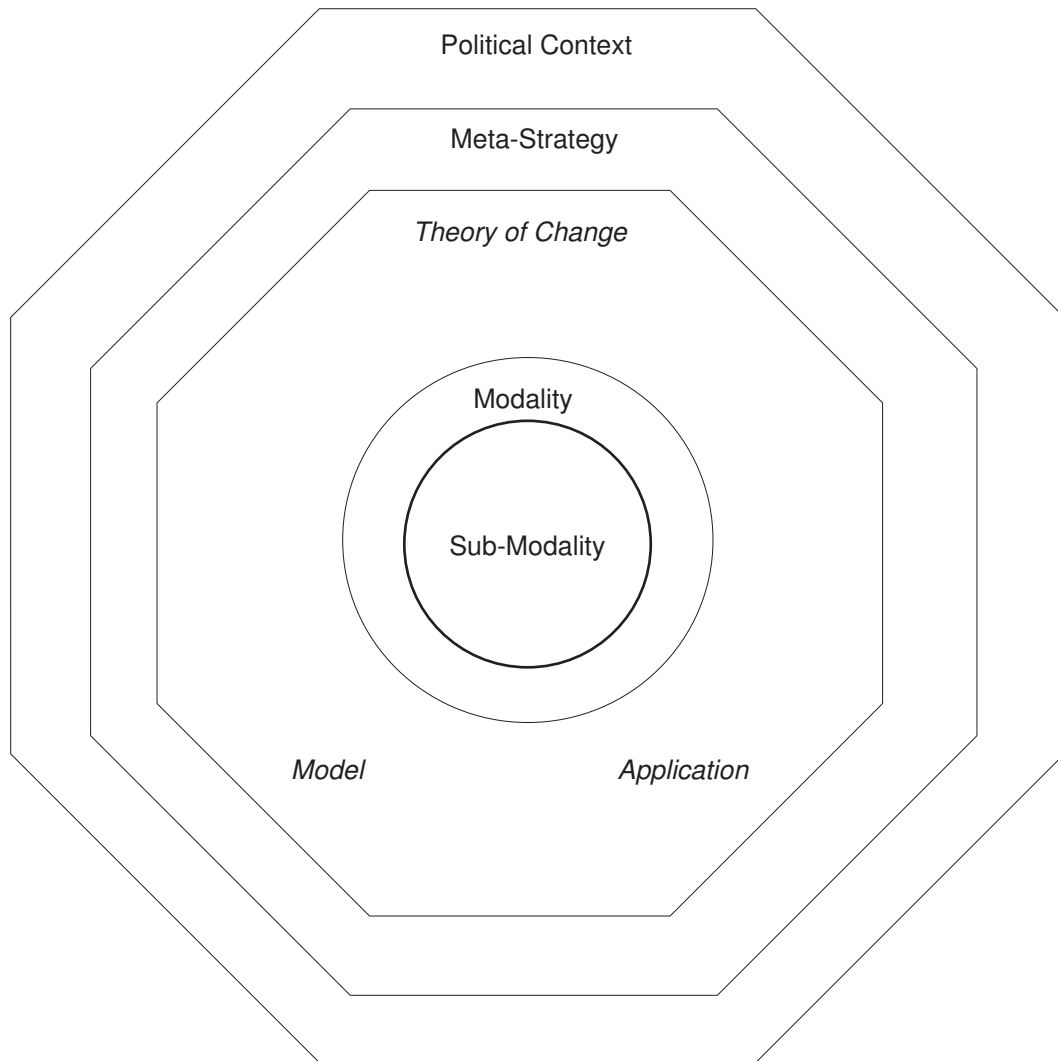 Political Context
Meta-Strategy
Theory of Change
Modality
Sub-Modality
Model
Application